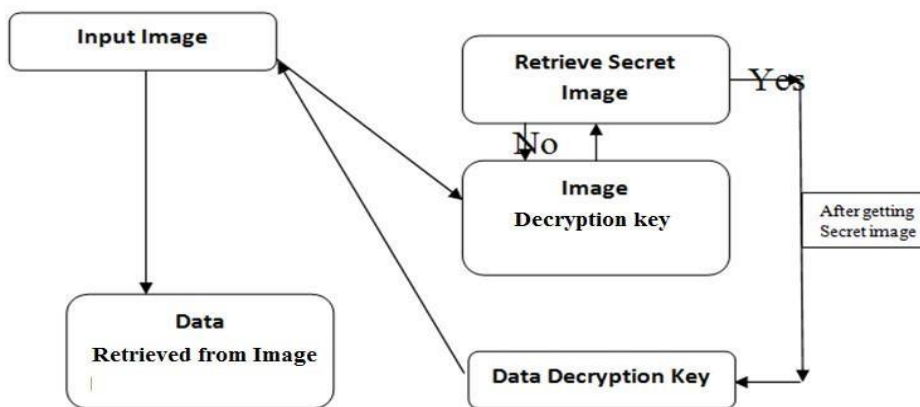 Input Image
Retrieve Secret
Image
Yes
No
Image
Decryption key
After getting
Secret image
Data
Retrieved from Image
Data Decryption Key